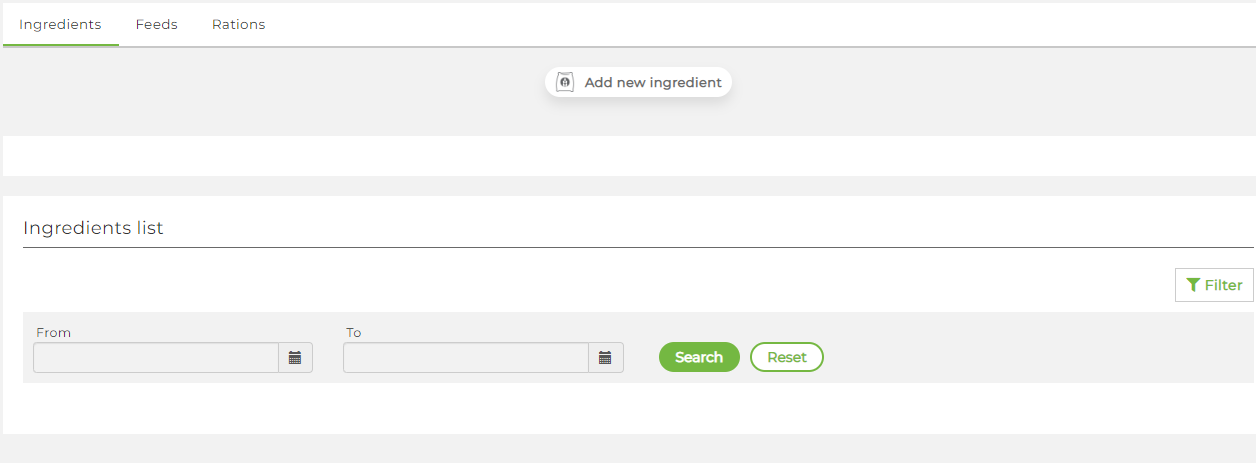 Ingredients Feeds Rations
Add new ingredient
Ingredients list
Filter
From To
Search Reset